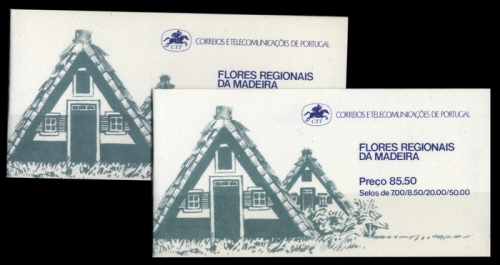 CTT
CORREIOS E TELECOMUNICAÇÕES DE PORTUGAL
FLORES REGIONAIS
DA MADEIRA
CTT
CORREIOS E TELECOMUNICAÇÕES DE PORTUGAL
FLORES REGIONAIS
DA MADEIRA
Preço 85.50
Selos de 7.00/8.50/20.00/50.00